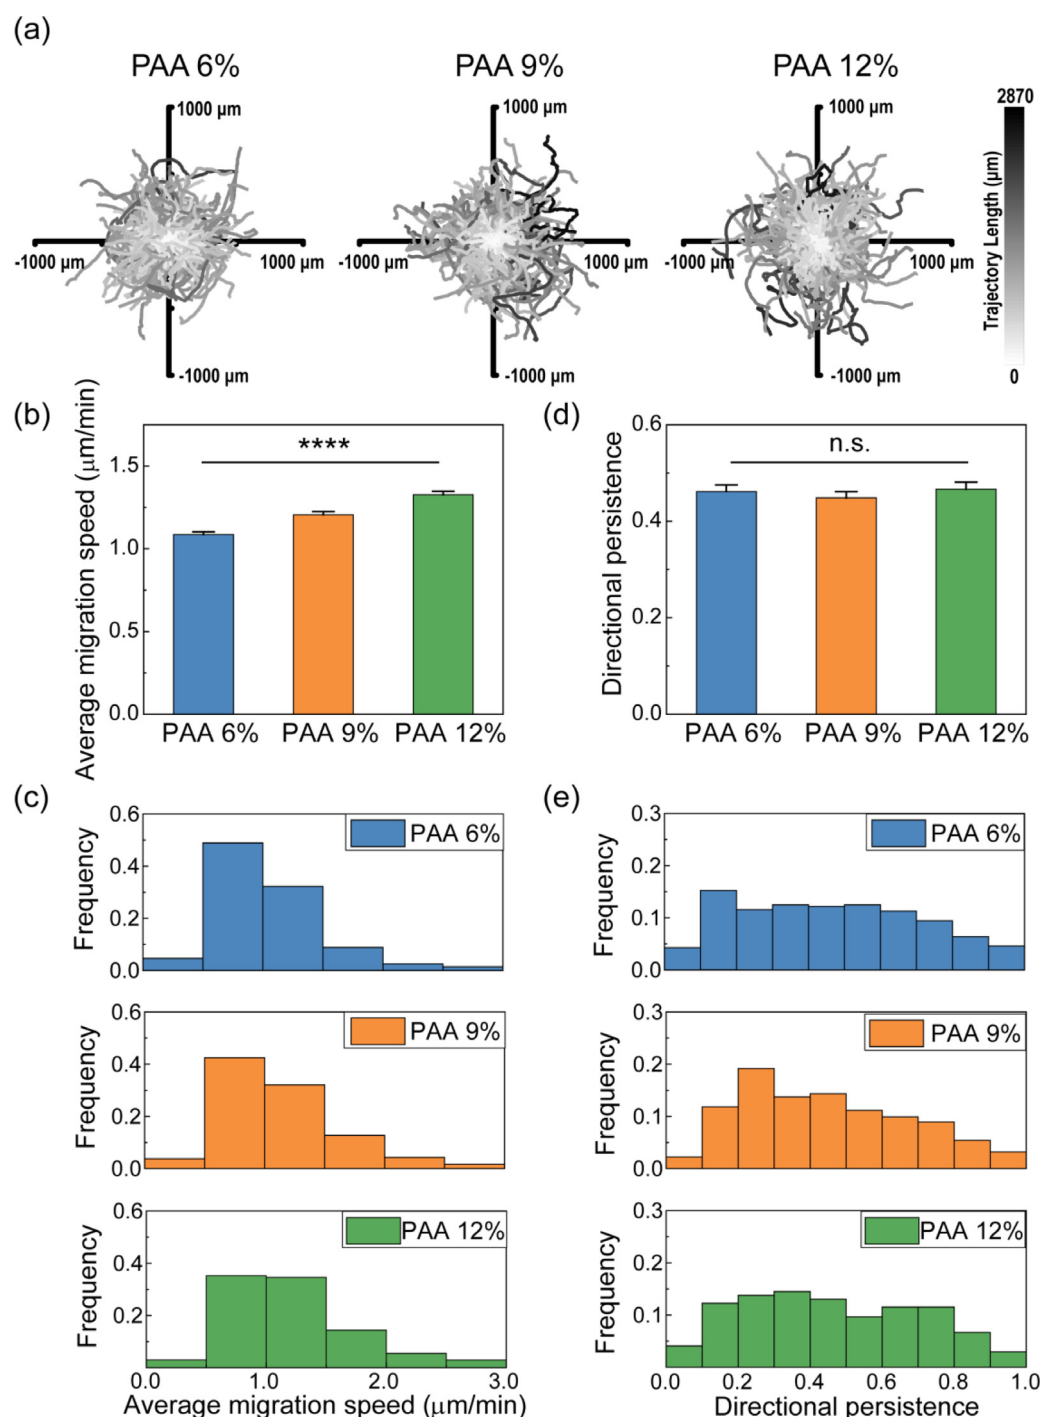 (a)
PAA 6% PAA 9% PAA 12%
1000 µm 1000 µm 1000 µm 2870
-1000 µm 1000 µm -1000 µm 1000 µm -1000 µm 1000 µm
Trajectory Length (µm)
-1000 µm -1000 µm -1000 µm 0
(b)
Average migration speed (µm/min)
1.5
1.0
0.5
0.0
****
PAA 6% PAA 9% PAA 12%
(d)
Directional persistence
0.6
0.4
0.2
0.0
n.s.
PAA 6% PAA 9% PAA 12%
(c)
Frequency
0.6
0.4
0.2
0.0
PAA 6%
Frequency
0.6
0.4
0.2
0.0
PAA 9%
Frequency
0.6
0.4
0.2
PAA 12%
0.0 1.0 2.0 3.0
Average migration speed (µm/min)
(e)
Frequency
0.3
0.2
0.1
0.0
PAA 6%
Frequency
0.3
0.2
0.1
0.0
PAA 9%
Frequency
0.3
0.2
0.1
PAA 12%
0.0 0.2 0.4 0.6 0.8 1.0
Directional persistence